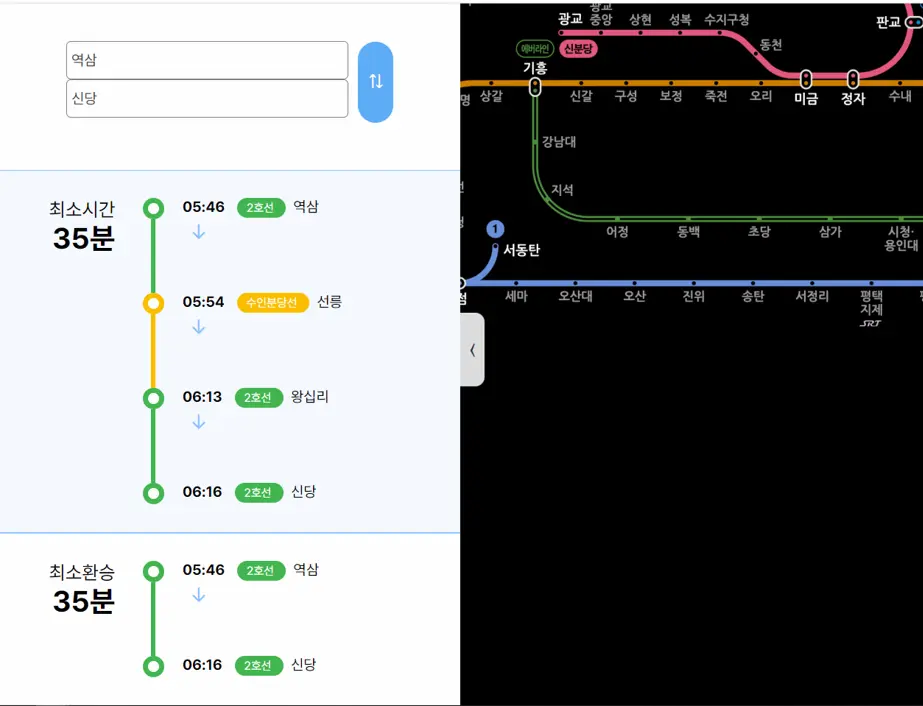 역삼
신당
최소시간
35분
05:46 2호선 역삼
05:54 수인분당선 선릉
06:13 2호선 왕십리
06:16 2호선 신당
최소환승
35분
05:46 2호선 역삼
06:16 2호선 신당
광교
광교
중앙
상현
성복
수지구청
판교
에버라인
신분당
동천
기흥
명
상갈
신갈
구성
보정
죽전
오리
미금
정자
수내
강남대
지석
어정
동백
초당
삼가
시청·
용인대
1
서동탄
세마
오산대
오산
진위
송탄
서정리
평택
지제
SRT